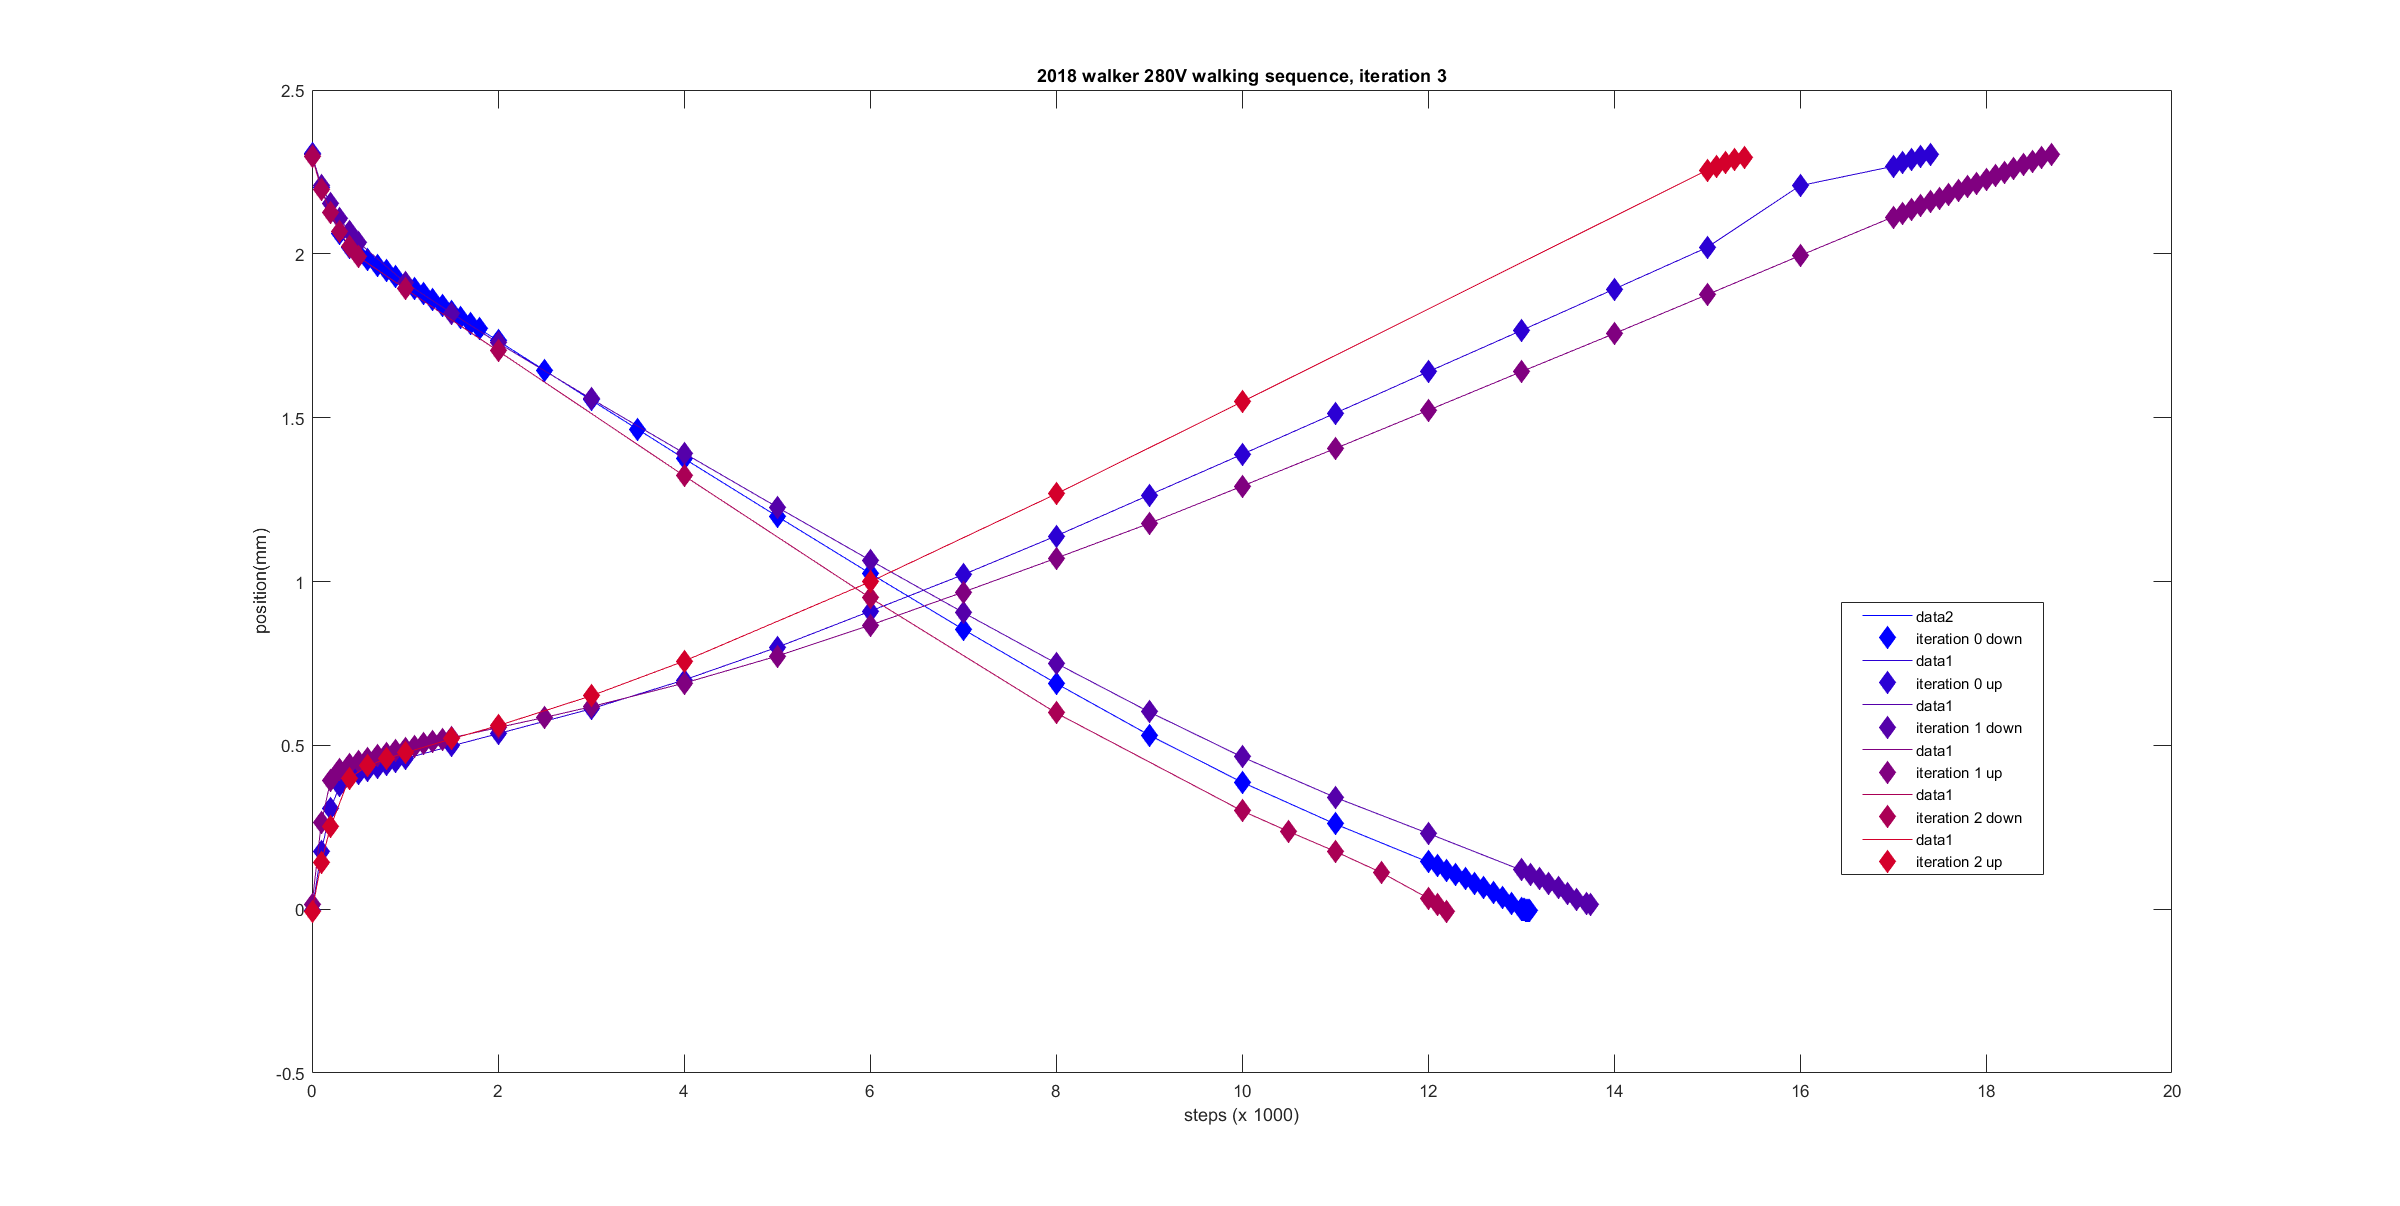 2018 walker 280V walking sequence, iteration 3
2.5
2
1.5
1
0.5
0
-0.5
position(mm)
0 2 4 6 8 10 12 14 16 18 20
steps (x 1000)
data2
iteration 0 down
data1
iteration 0 up
data1
iteration 1 down
data1
iteration 1 up
data1
iteration 2 down
data1
iteration 2 up